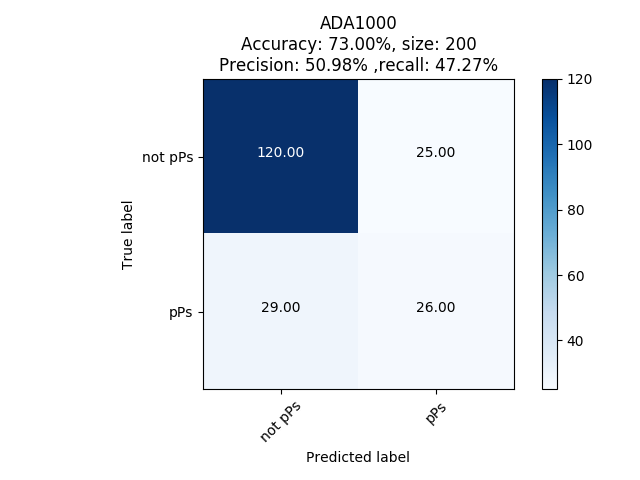 ADA1000
Accuracy: 73.00%, size: 200
Precision: 50.98% ,recall: 47.27%
120
100
80
60
40
not pPs
pPs
True label
120.00
25.00
29.00
26.00
not pPs
pPs
Predicted label